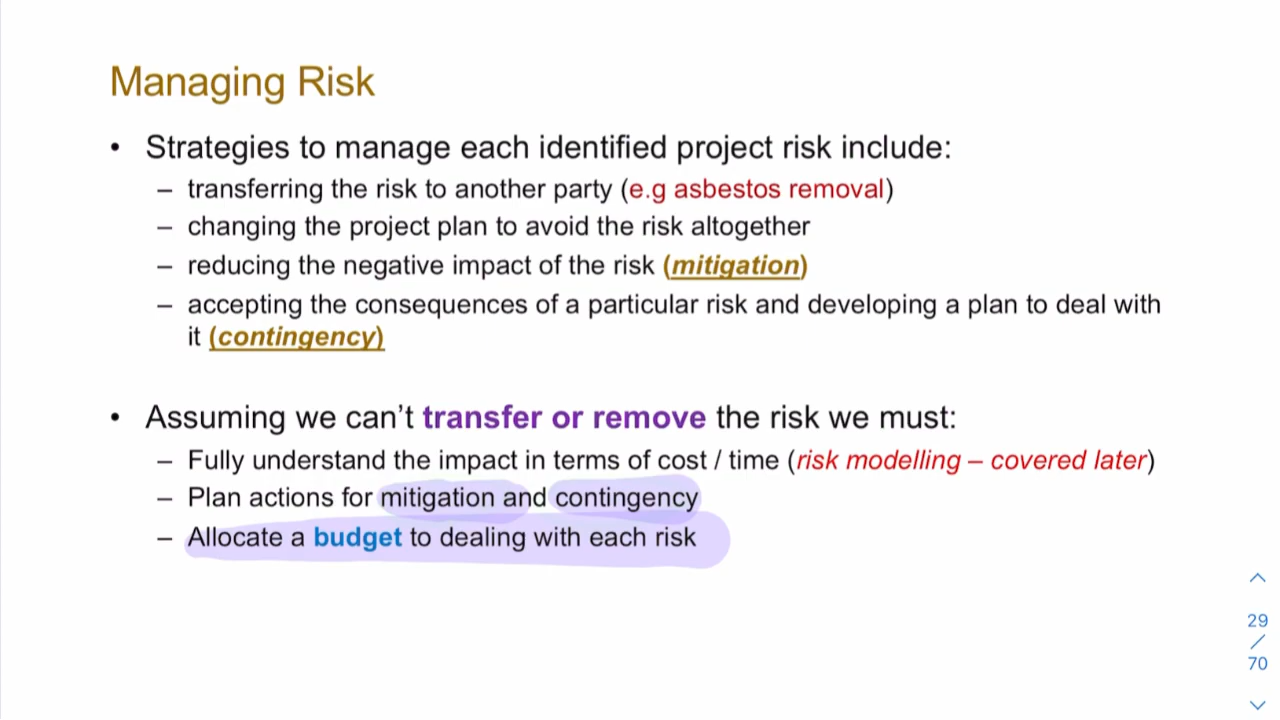 Managing Risk
• Strategies to manage each identified project risk include:
– transferring the risk to another party (e.g asbestos removal)
– changing the project plan to avoid the risk altogether
– reducing the negative impact of the risk (mitigation)
– accepting the consequences of a particular risk and developing a plan to deal with
it (contingency)
• Assuming we can't transfer or remove the risk we must:
– Fully understand the impact in terms of cost / time (risk modelling – covered later)
– Plan actions for mitigation and contingency
– Allocate a budget to dealing with each risk
29
/
70